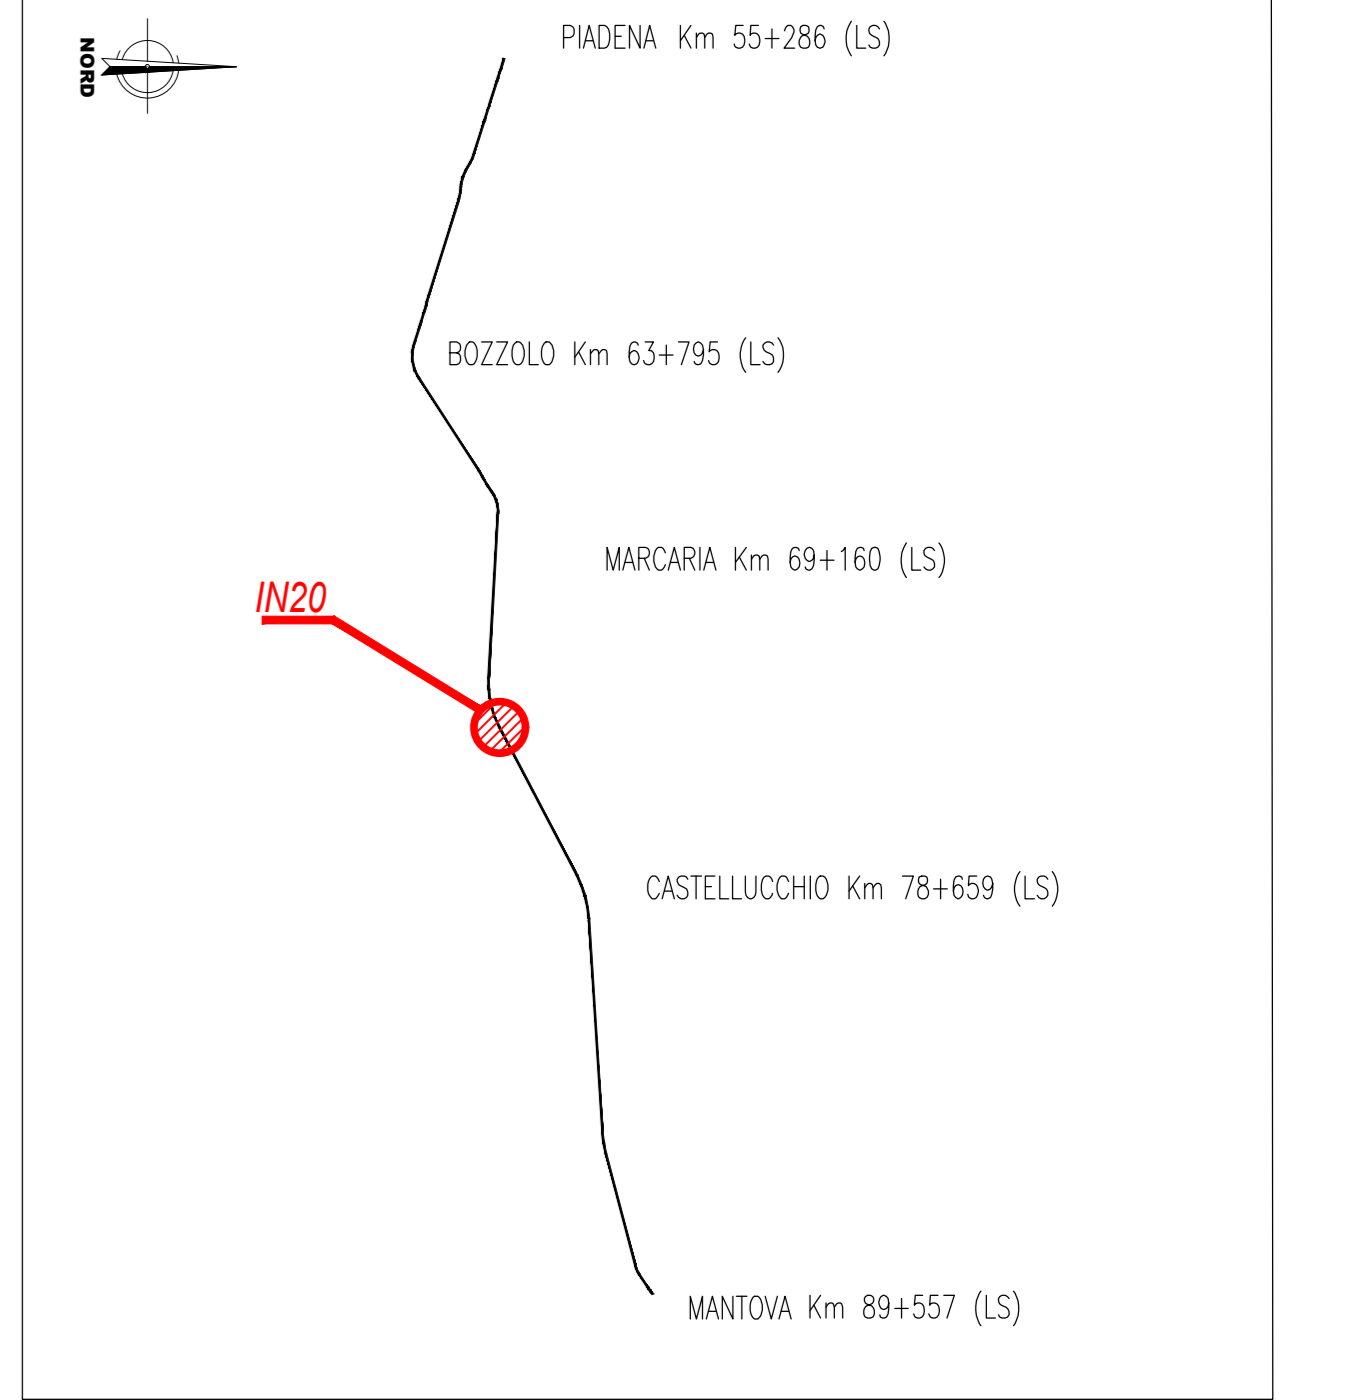 PIADENA Km 55+286 (LS)
NORD
BOZZOLO Km 63+795 (LS)
MARCARIA Km 69+160 (LS)
IN20
CASTELLUCCHIO Km 78+659 (LS)
MANTOVA Km 89+557 (LS)